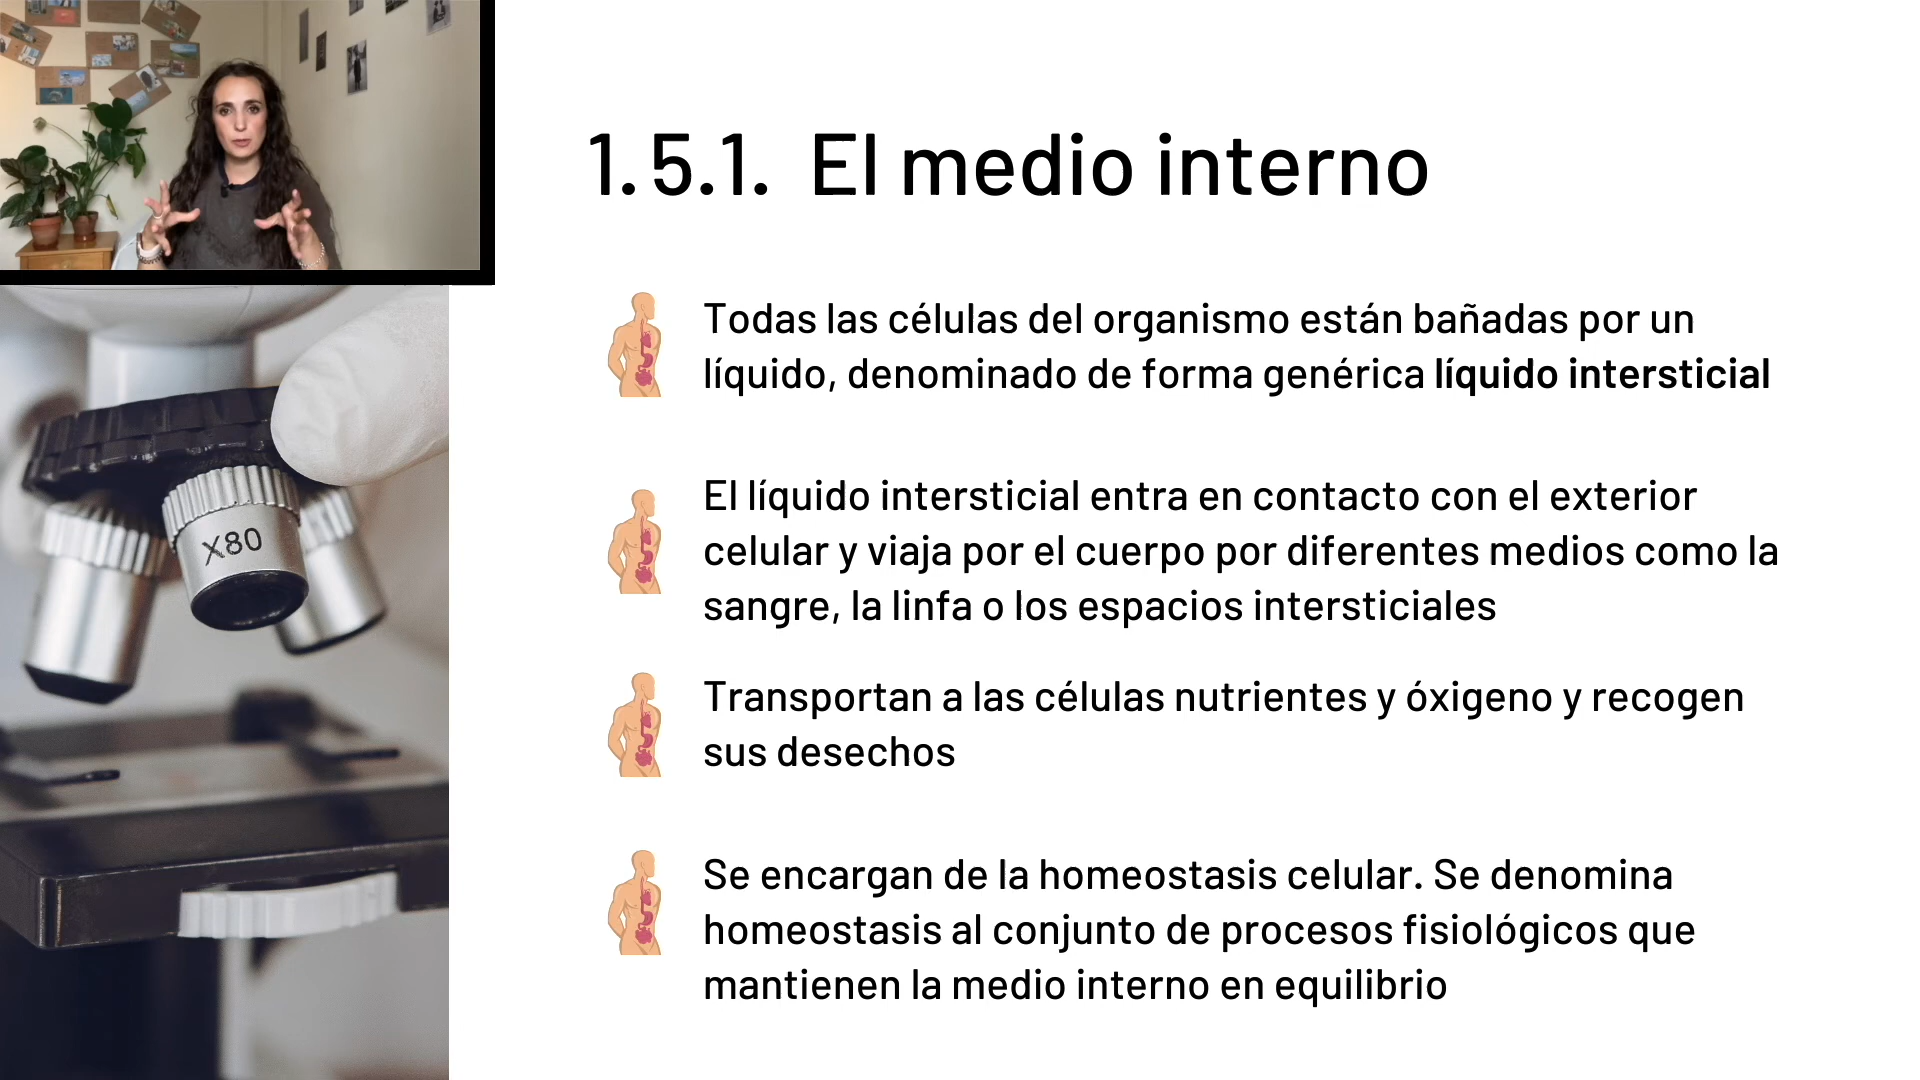 1.5.1. El medio interno
Todas las células del organismo están bañadas por un
líquido, denominado de forma genérica líquido intersticial
El líquido intersticial entra en contacto con el exterior
celular y viaja por el cuerpo por diferentes medios como la
sangre, la linfa o los espacios intersticiales
Transportan a las células nutrientes y óxigeno y recogen
sus desechos
Se encargan de la homeostasis celular. Se denomina
homeostasis al conjunto de procesos fisiológicos que
mantienen la medio interno en equilibrio
X80